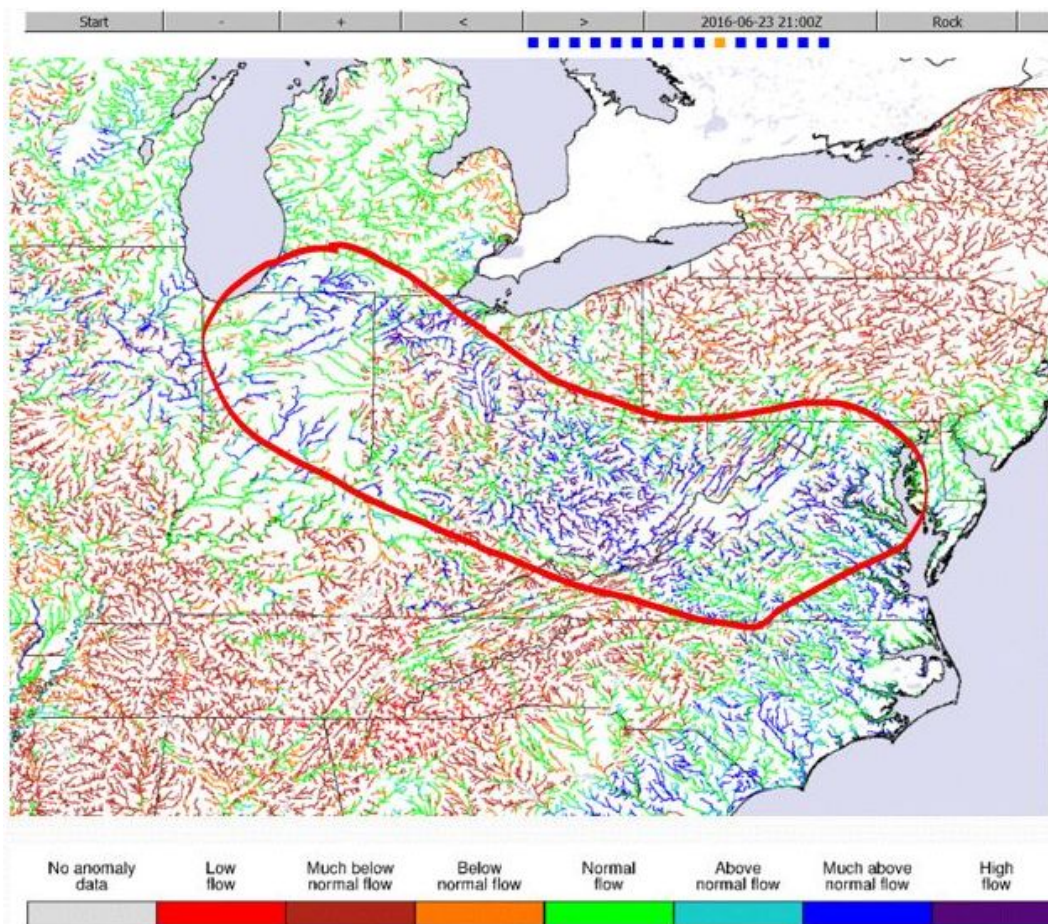 Start - + < > 2016-06-23 21:00Z Rock
No anomaly data
Low flow
Much below normal flow
Below normal flow
Normal flow
Above normal flow
Much above normal flow
High flow